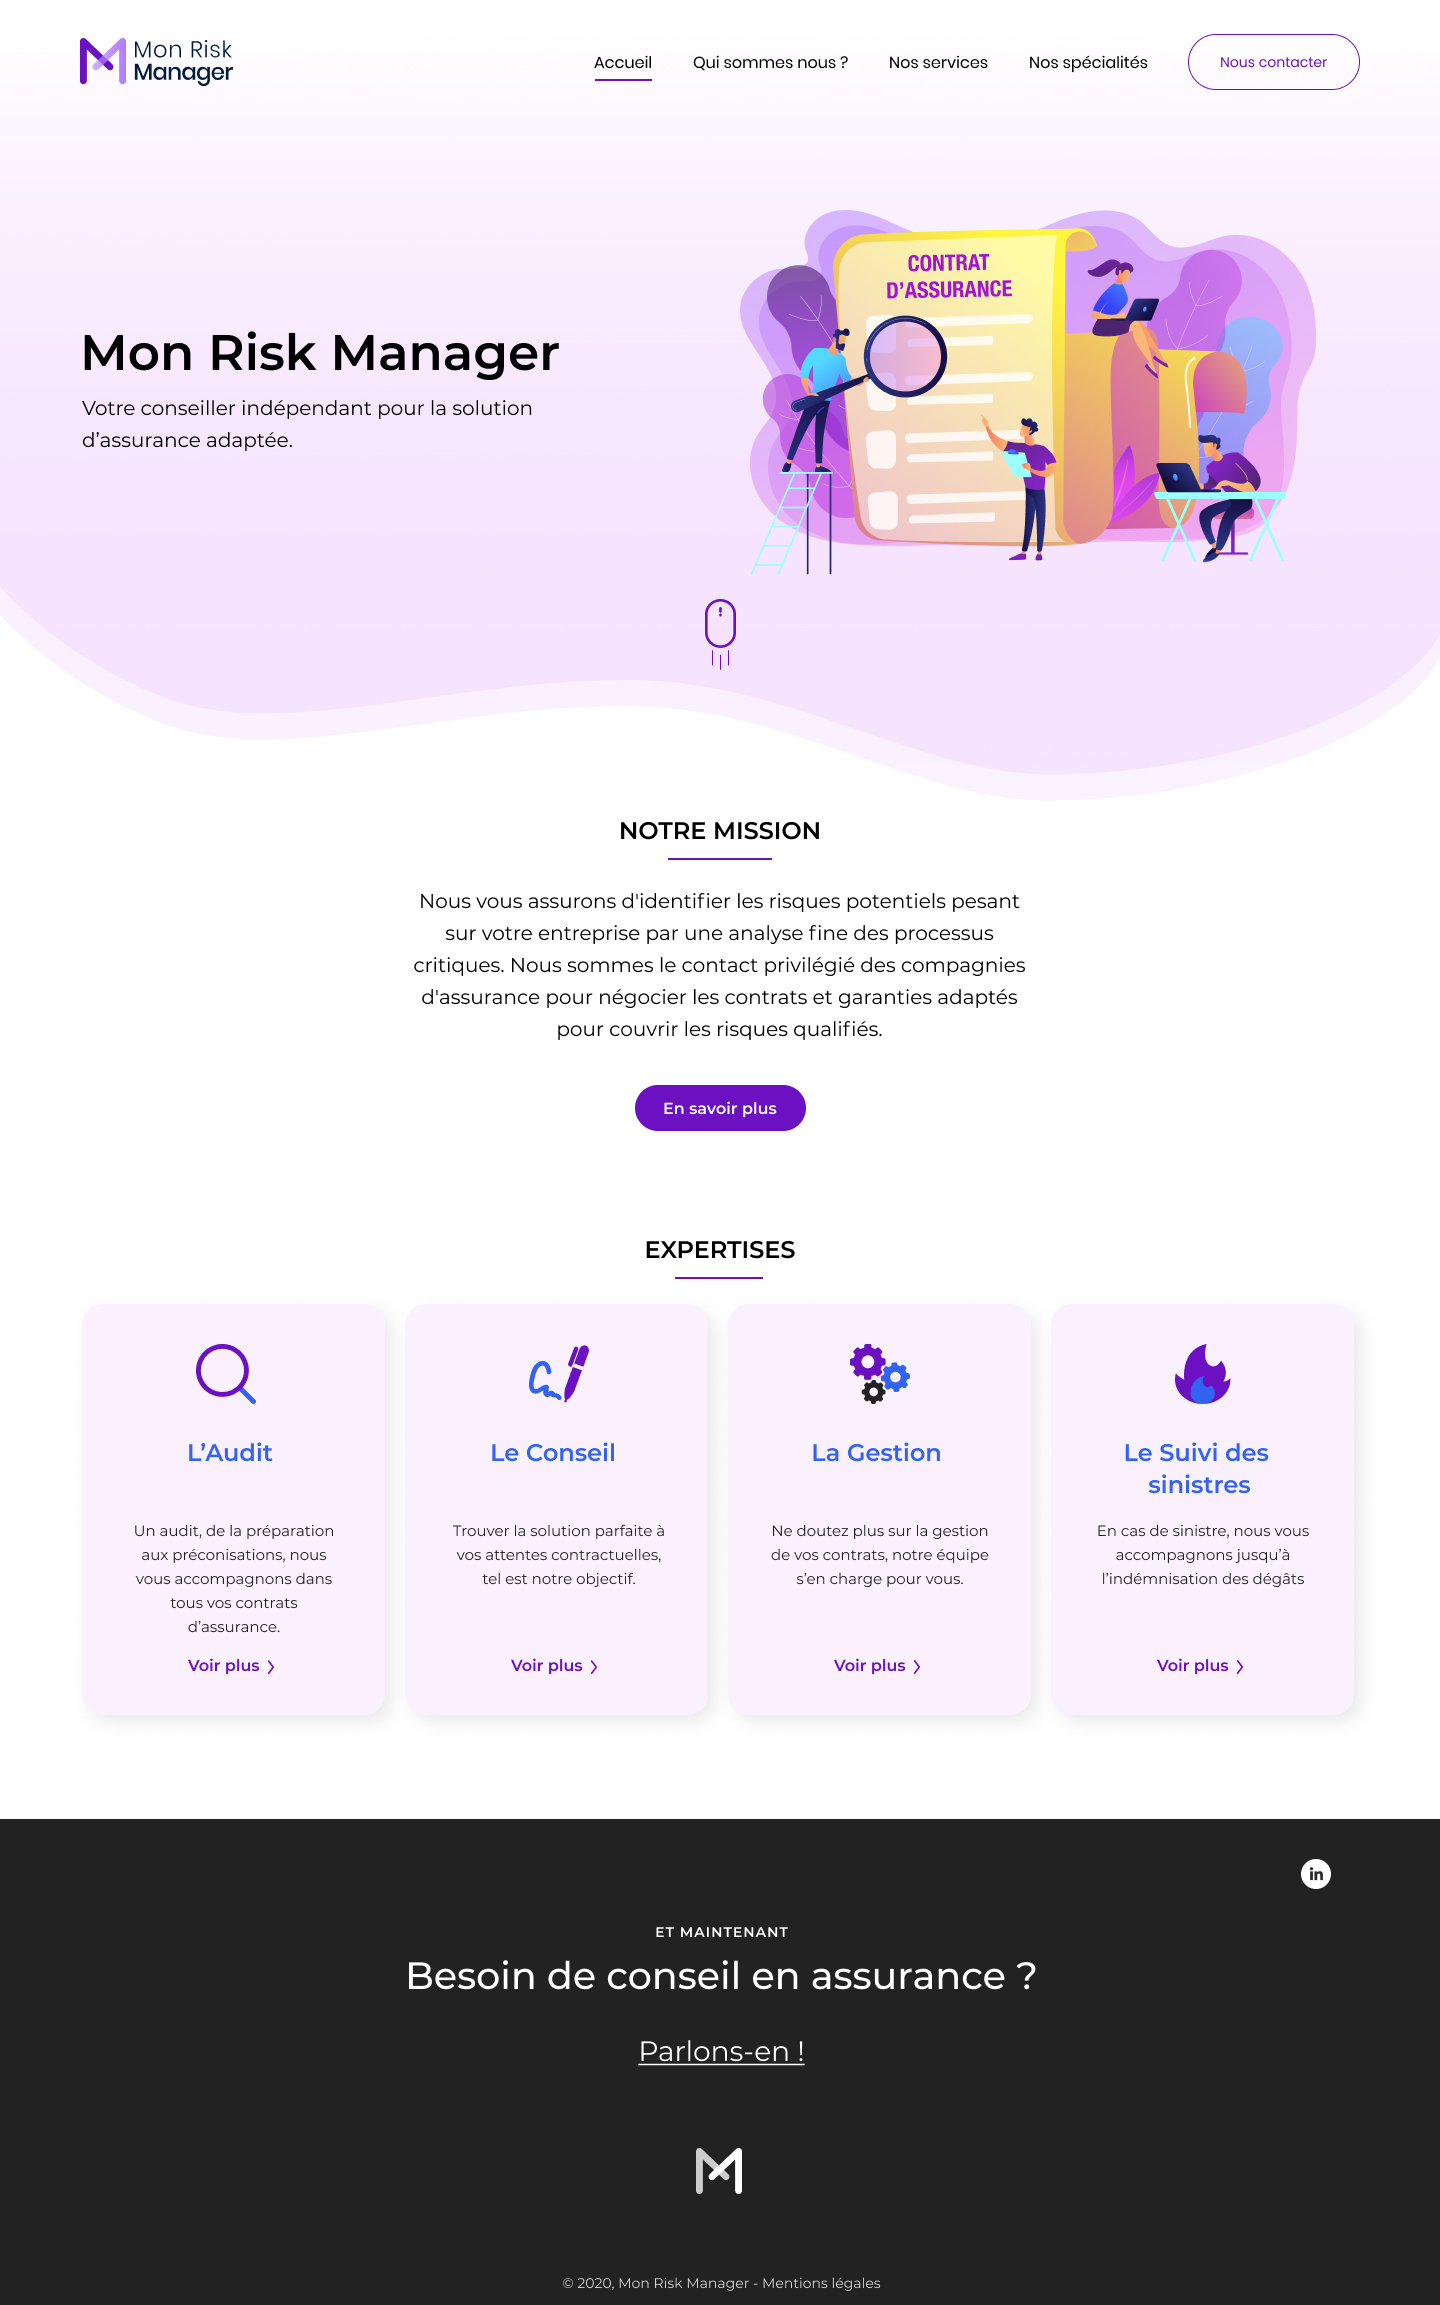 Mon Risk
Manager
Accueil
Qui sommes nous ?
Nos services
Nos spécialités
Nous contacter
CONTRAT
D’ASSURANCE
Mon Risk Manager
Votre conseiller indépendant pour la solution
d’assurance adaptée.
NOTRE MISSION
Nous vous assurons d'identifier les risques potentiels pesant
sur votre entreprise par une analyse fine des processus
critiques. Nous sommes le contact privilégié des compagnies
d'assurance pour négocier les contrats et garanties adaptés
pour couvrir les risques qualifiés.
En savoir plus
EXPERTISES
L’Audit
Un audit, de la préparation
aux préconisations, nous
vous accompagnons dans
tous vos contrats
d’assurance.
Voir plus
Le Conseil
Trouver la solution parfaite à
vos attentes contractuelles,
tel est notre objectif.
Voir plus
La Gestion
Ne doutez plus sur la gestion
de vos contrats, notre équipe
s’en charge pour vous.
Voir plus
Le Suivi des
sinistres
En cas de sinistre, nous vous
accompagnons jusqu’à
l’indémnisation des dégâts
Voir plus
in
ET MAINTENANT
Besoin de conseil en assurance ?
Parlons-en !
© 2020, Mon Risk Manager - Mentions légales